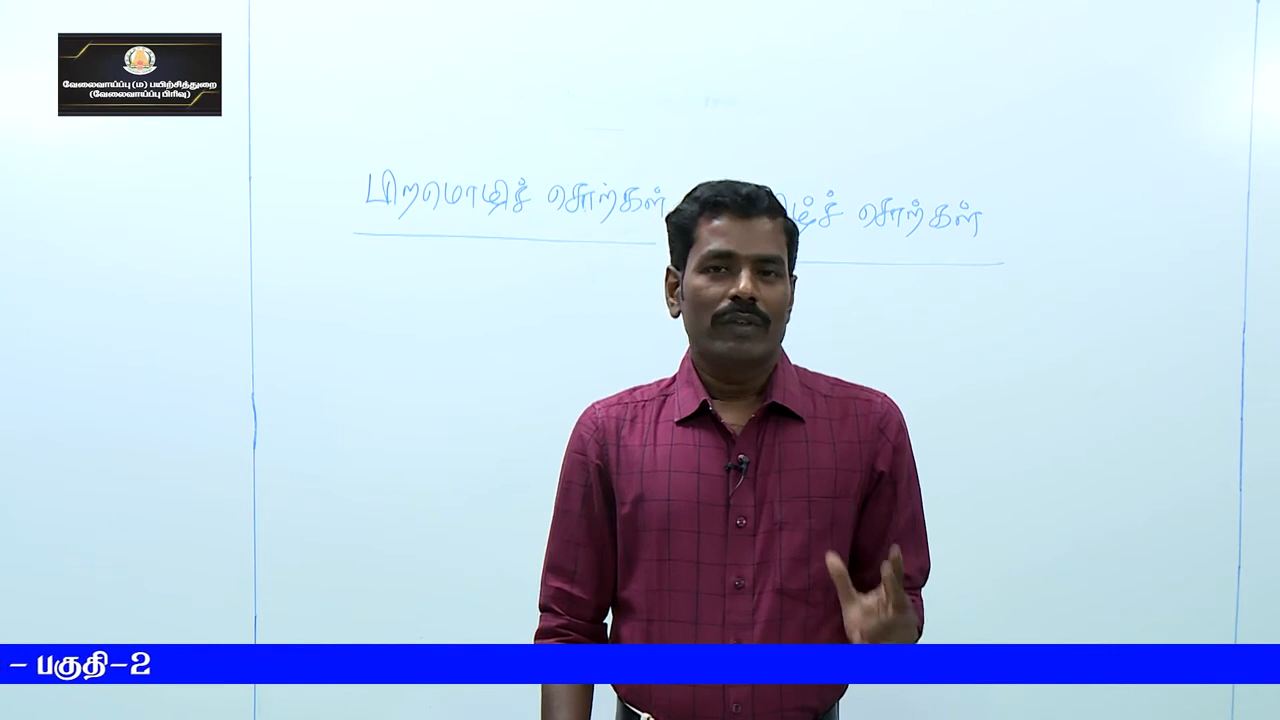 வேலைவாய்ப்பு (ம) பயிற்சித்துறை
(வேலைவாய்ப்பு பிரிவு)
பிறமொழிச் சொற்கள்
சொற்கள்
- பகுதி-2